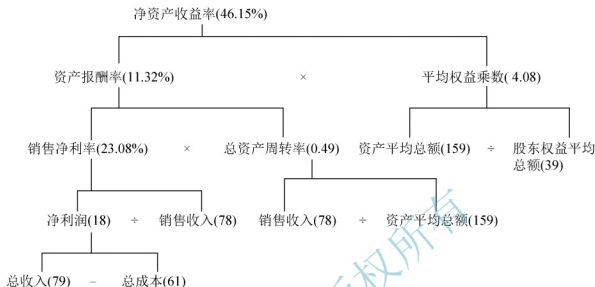 净资产收益率(46.15%)
资产报酬率(11.32%) × 平均权益乘数( 4.08)
销售净利率(23.08%) × 总资产周转率(0.49) 资产平均总额(159) ÷ 股东权益平均
总额(39)
净利润(18) ÷ 销售收入(78) 销售收入(78) ÷ 资产平均总额(159)
总收入(79) − 总成本(61)
版权所有